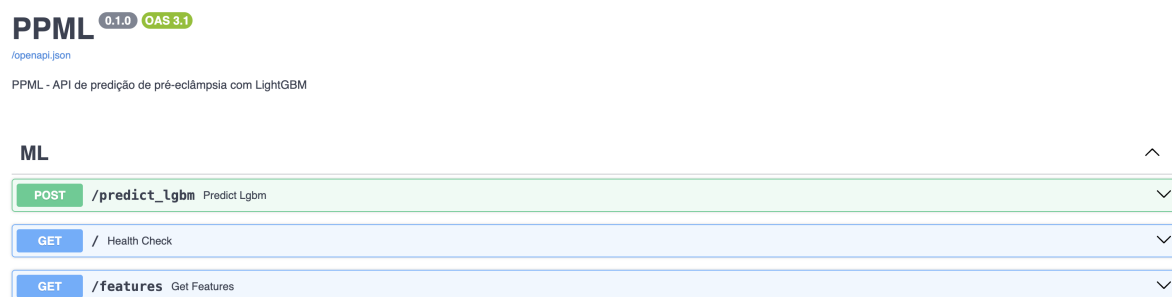 PPML 0.1.0 OAS 3.1
/openapi.json
PPML - API de predição de pré-eclâmpsia com LightGBM
ML
POST /predict_lgbm Predict Lgbm
GET / Health Check
GET /features Get Features